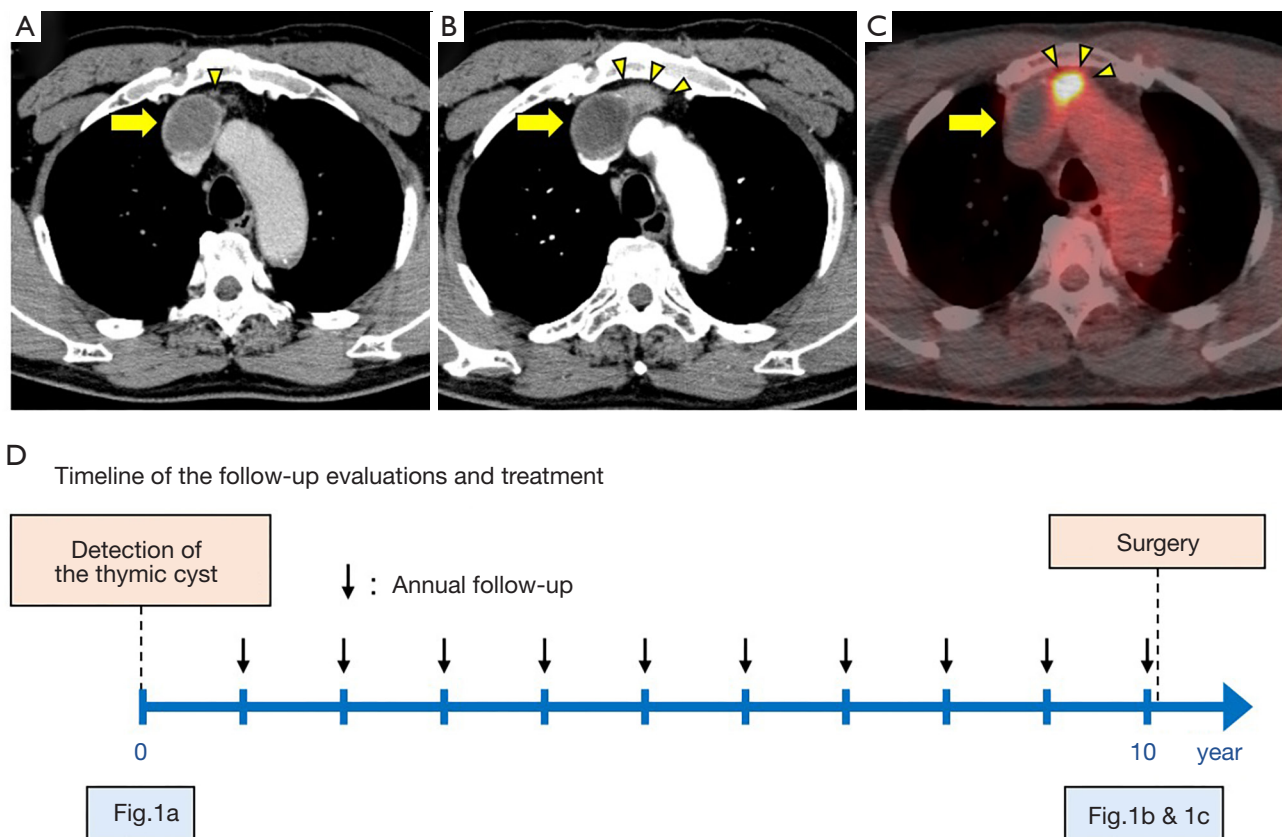 A
B
C
D
Timeline of the follow-up evaluations and treatment
Detection of
the thymic cyst
Surgery
: Annual follow-up
0
10
year
Fig.1a
Fig.1b & 1c